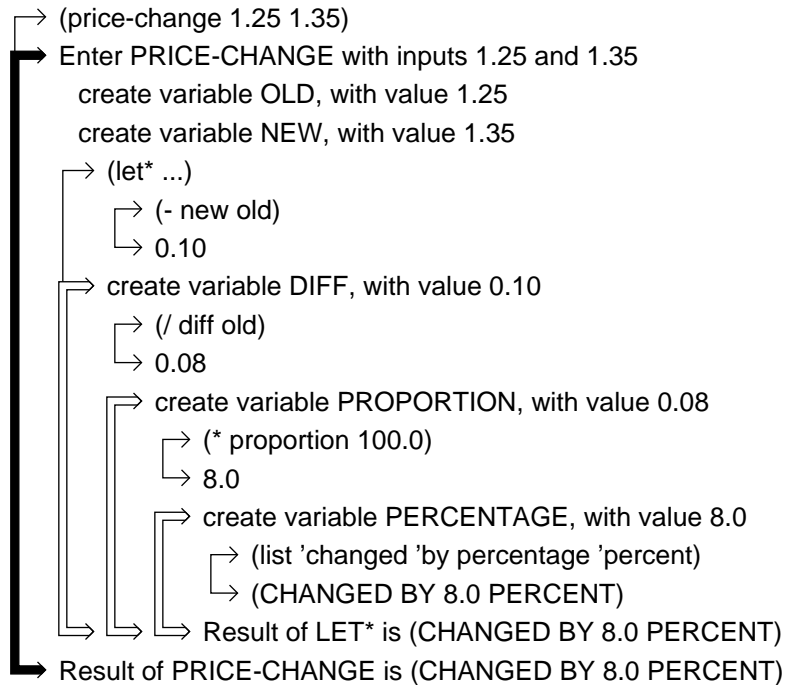 (price-change 1.25 1.35)
Enter PRICE-CHANGE with inputs 1.25 and 1.35
create variable OLD, with value 1.25
create variable NEW, with value 1.35
(let* ...)
(- new old)
0.10
create variable DIFF, with value 0.10
(/ diff old)
0.08
create variable PROPORTION, with value 0.08
(* proportion 100.0)
8.0
create variable PERCENTAGE, with value 8.0
(list ’changed ’by percentage ’percent)
(CHANGED BY 8.0 PERCENT)
Result of LET* is (CHANGED BY 8.0 PERCENT)
Result of PRICE-CHANGE is (CHANGED BY 8.0 PERCENT)